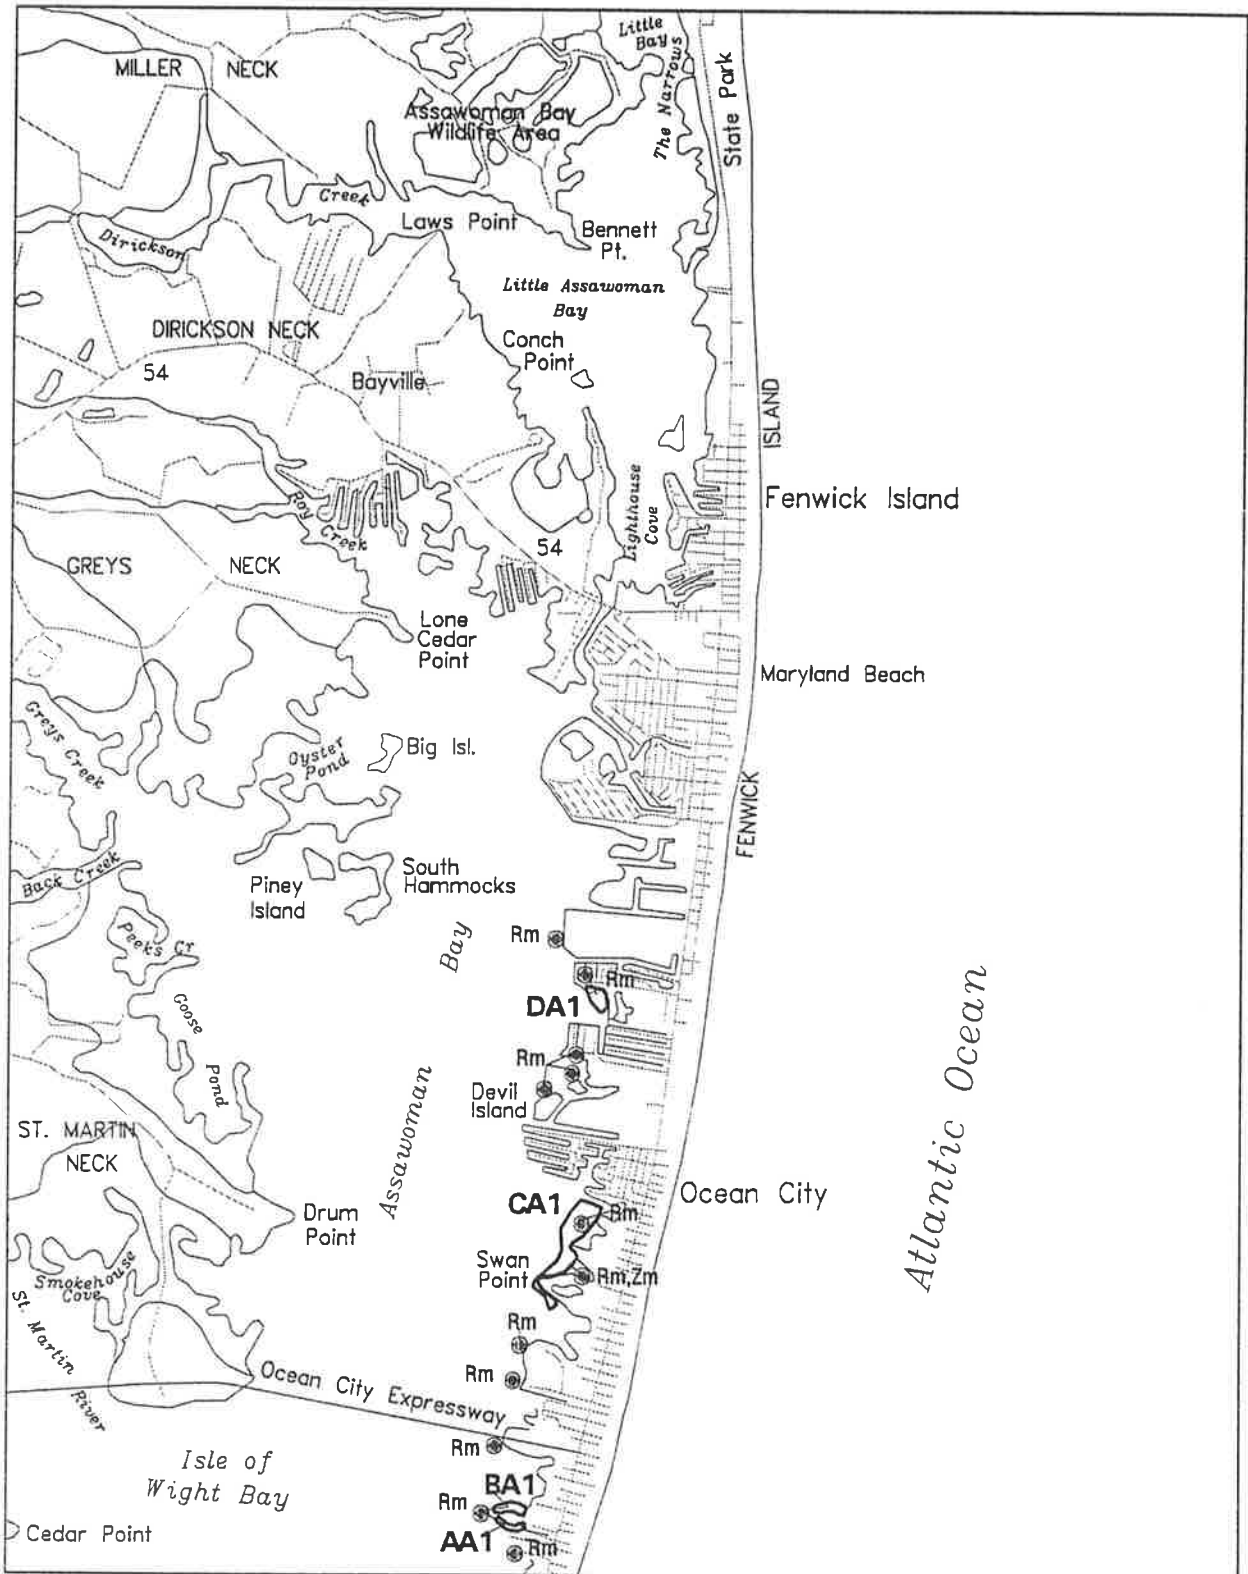 Little
Bay
MILLER NECK
The Narrows
State Park
Assawoman Bay
Wildlife Area
Creek
Laws Point
Bennett
Pt.
Dirickson
Little Assawoman
Bay
DIRICKSON NECK
Conch
Point
54
Bayville
ISLAND
Fenwick Island
Roy
Creek
Lighthouse
Cove
54
GREYS NECK
Lone
Cedar
Point
Maryland Beach
Greys Creek
Oyster
Pond
Big Isl.
FENWICK
Back Creek
Piney
Island
South
Hammocks
Peeks Cr
Bay
Rm
Rm
Goose
DA1
Atlantic Ocean
Rm
Pond
Devil
Island
Assawoman
ST. MARTIN
NECK
Ocean City
CA1
Rm
Drum
Point
Swan
Point
Rm,Zm
Smokehouse
Cove
St. Martin River
Rm
Rm
Ocean City Expressway
Rm
Isle of
Wight Bay
BA1
Rm
Cedar Point
AA1
Rm